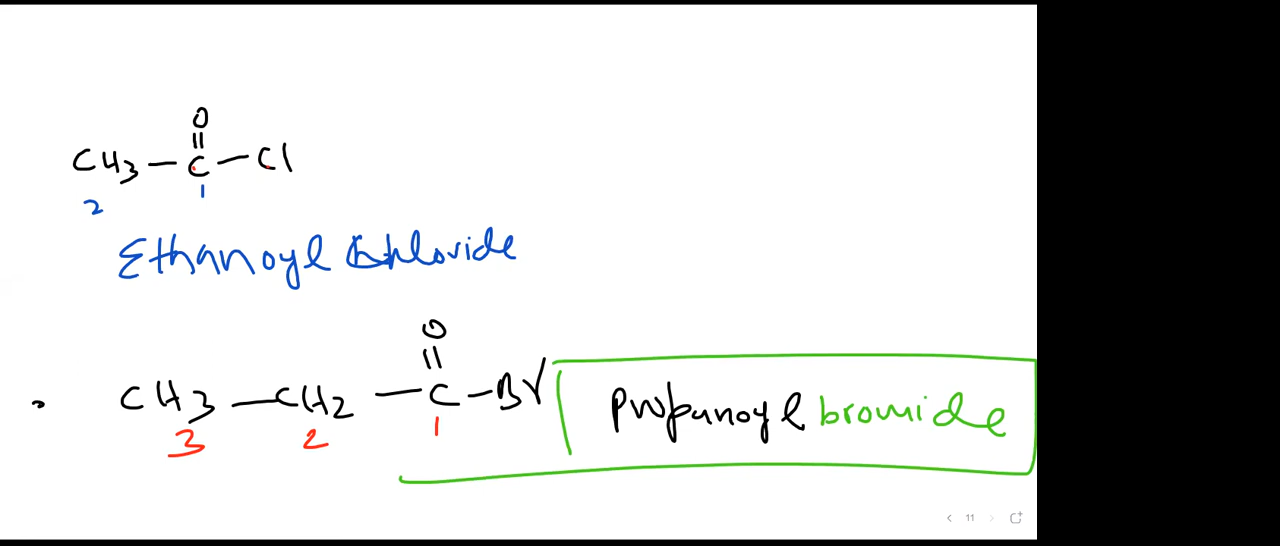 O
||
CH3 — C — Cl
2 1
Ethanoyl Chloride
O
||
CH3 — CH2 — C — Br Propanoyl bromide
3 2 1
< 11 >